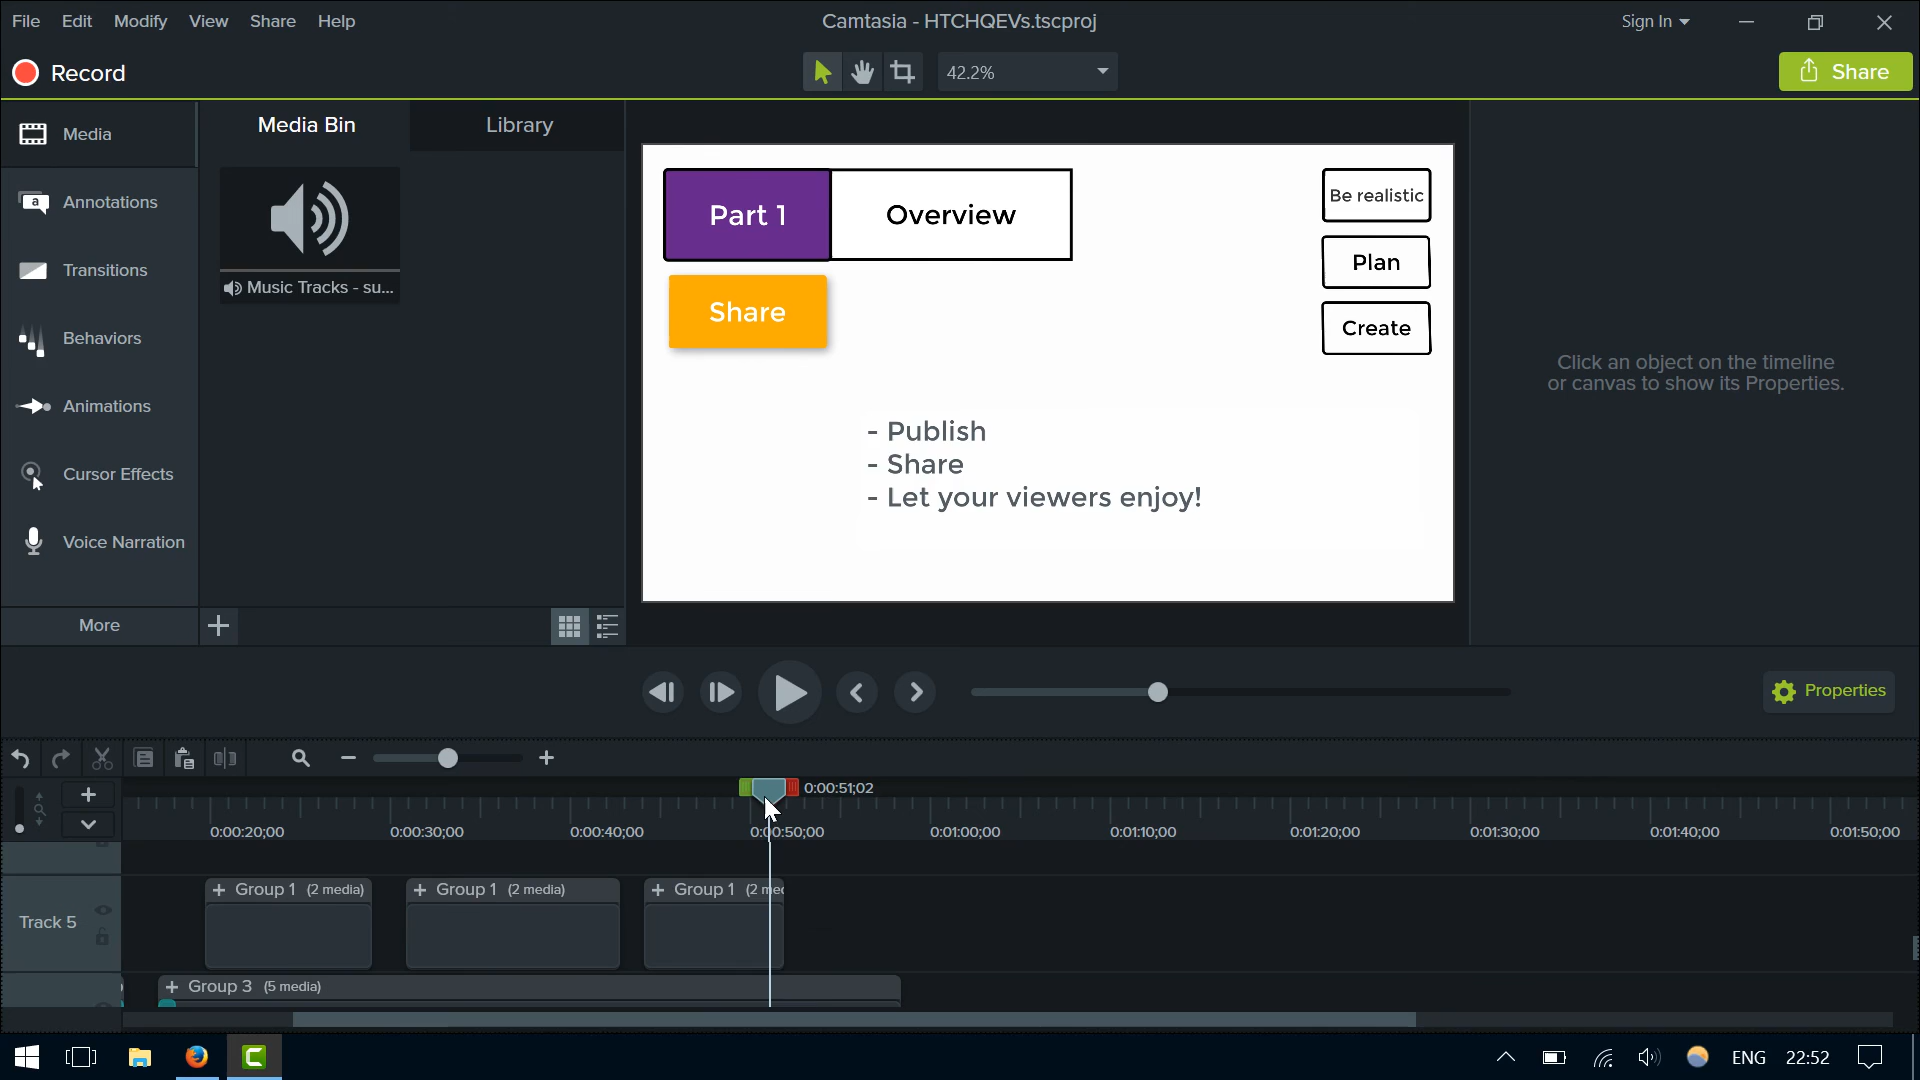 File Edit Modify View Share Help
Camtasia - HTCHQEVs.tscproj
Sign In
Record
42.2%
Share
Media
Media Bin
Library
Annotations
Transitions
Behaviors
Animations
Cursor Effects
Voice Narration
More
Music Tracks - su...
Part 1
Overview
Share
Be realistic
Plan
Create
- Publish
- Share
- Let your viewers enjoy!
Click an object on the timeline
or canvas to show its Properties.
Properties
0:00:51;02
0:00:20;00 0:00:30;00 0:00:40;00 0:00:50;00 0:01:00;00 0:01:10;00 0:01:20;00 0:01:30;00 0:01:40;00 0:01:50;00
Track 5
Group 1 (2 media)
Group 1 (2 media)
Group 1 (2 med
Group 3 (5 media)
ENG 22:52